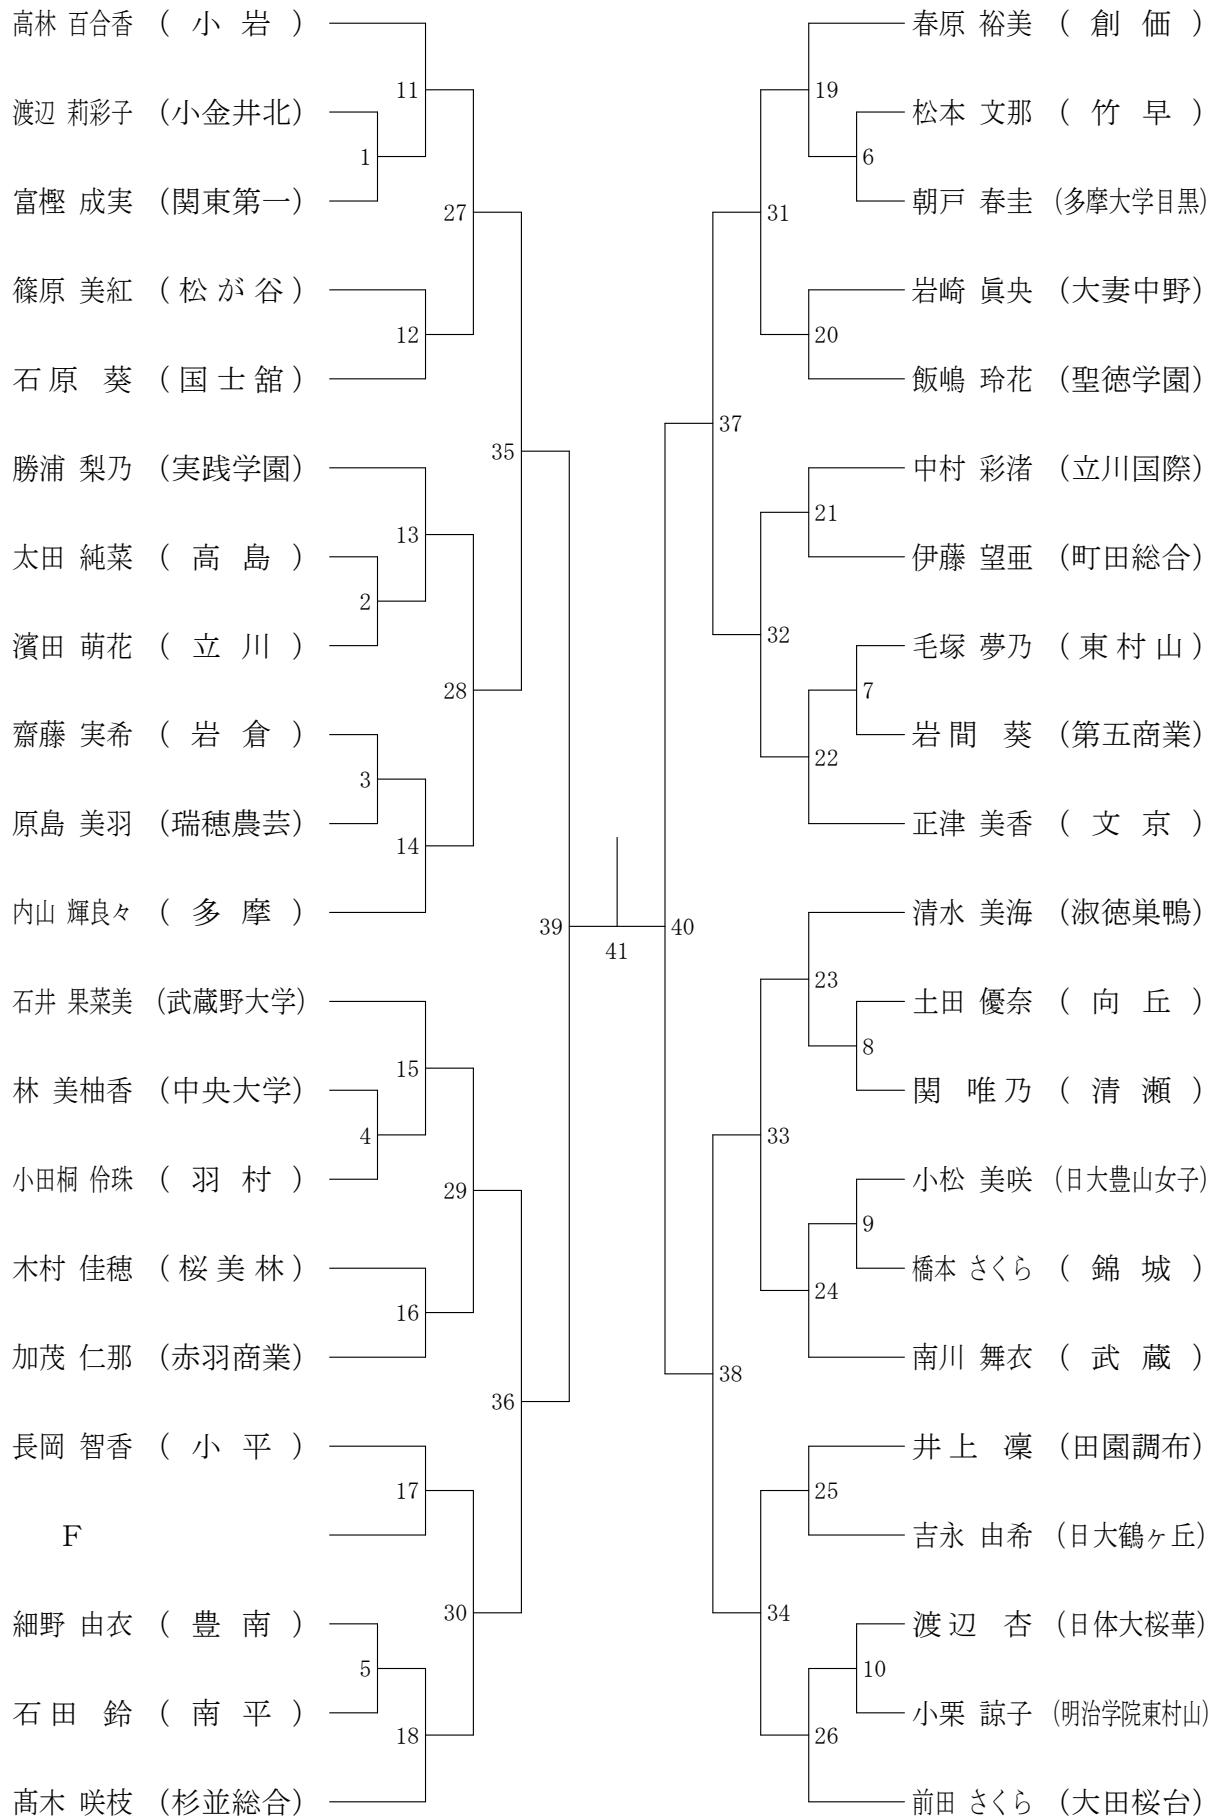 高林 百合香 （ 小 岩 ）
渡辺 莉彩子 （小金井北）
富樫 成実 （関東第一）
篠原 美紅 （ 松 が 谷 ）
石 原 葵 （ 国 士 舘 ）
勝浦 梨乃 （実践学園）
太田 純菜 （ 高 島 ）
濱田 萌花 （ 立 川 ）
齋藤 実希 （ 岩 倉 ）
原島 美羽 （瑞穂農芸）
内山 輝良々 （ 多 摩 ）
石井 果菜美 （武蔵野大学）
林 美柚香 （中央大学）
小田桐 伶珠 （ 羽 村 ）
木村 佳穂 （ 桜 美 林 ）
加茂 仁那 （赤羽商業）
長岡 智香 （ 小 平 ）
F
細野 由衣 （ 豊 南 ）
石 田 鈴 （ 南 平 ）
髙木 咲枝 （杉並総合）
1
2
3
4
5
11
12
13
14
15
16
17
18
27
28
29
30
35
36
39
41
40
37
38
31
32
33
34
19
20
21
22
23
24
25
26
6
7
8
9
10
春原 裕美 （ 創 価 ）
松本 文那 （ 竹 早 ）
朝戸 春圭 （多摩大学目黒）
岩崎 眞央 （大妻中野）
飯嶋 玲花 （聖徳学園）
中村 彩渚 （立川国際）
伊藤 望亜 （町田総合）
毛塚 夢乃 （ 東 村 山 ）
岩 間 葵 （第五商業）
正津 美香 （ 文 京 ）
清水 美海 （淑徳巣鴨）
土田 優奈 （ 向 丘 ）
関 唯 乃 （ 清 瀬 ）
小松 美咲 （日大豊山女子）
橋本 さくら （ 錦 城 ）
南川 舞衣 （ 武 蔵 ）
井 上 凜 （田園調布）
吉永 由希 （日大鶴ヶ丘）
渡 辺 杏 （日体大桜華）
小栗 諒子 （明治学院東村山）
前田 さくら （大田桜台）